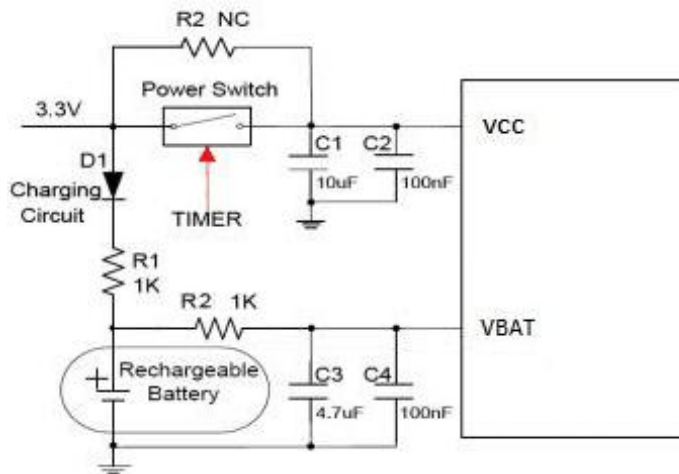 R2 NC
Power Switch
3.3V
VCC
C1
C2
D1
10uF
100nF
Charging
Circuit
TIMER
R1
1K
R2 1K
VBAT
Rechargeable
Battery
+
C3
C4
4.7uF
100nF